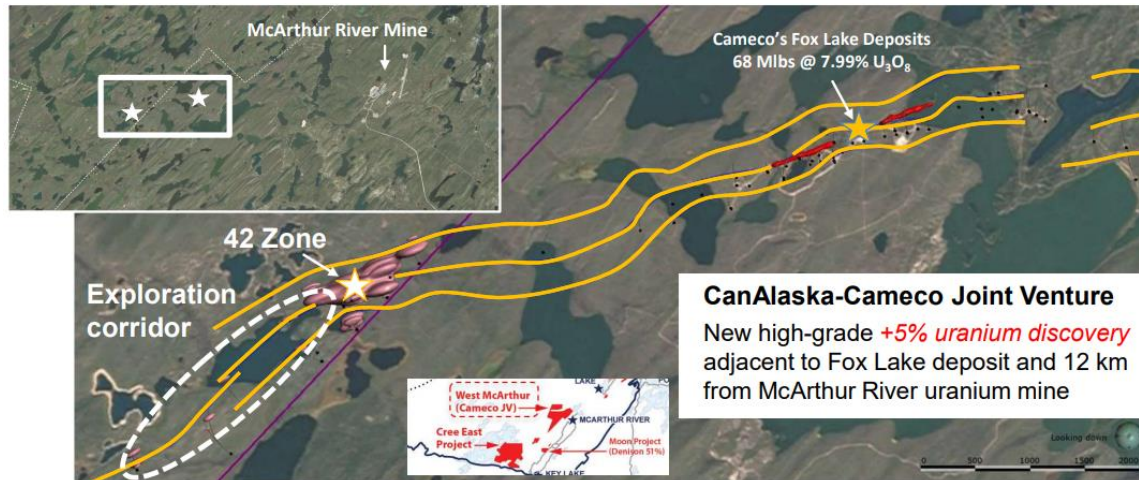 McArthur River Mine
Cameco's Fox Lake Deposits
68 Mlbs @ 7.99% U₃O₈
42 Zone
Exploration
corridor
CanAlaska-Cameco Joint Venture
New high-grade +5% uranium discovery
adjacent to Fox Lake deposit and 12 km
from McArthur River uranium mine
LAKE
West McArthur
(Cameco JV)
MCARTHUR RIVER
Cree East
Project
Moon Project
(Denison 51%)
KEY LAKE
Looking down
0 500 1000 1500 2000